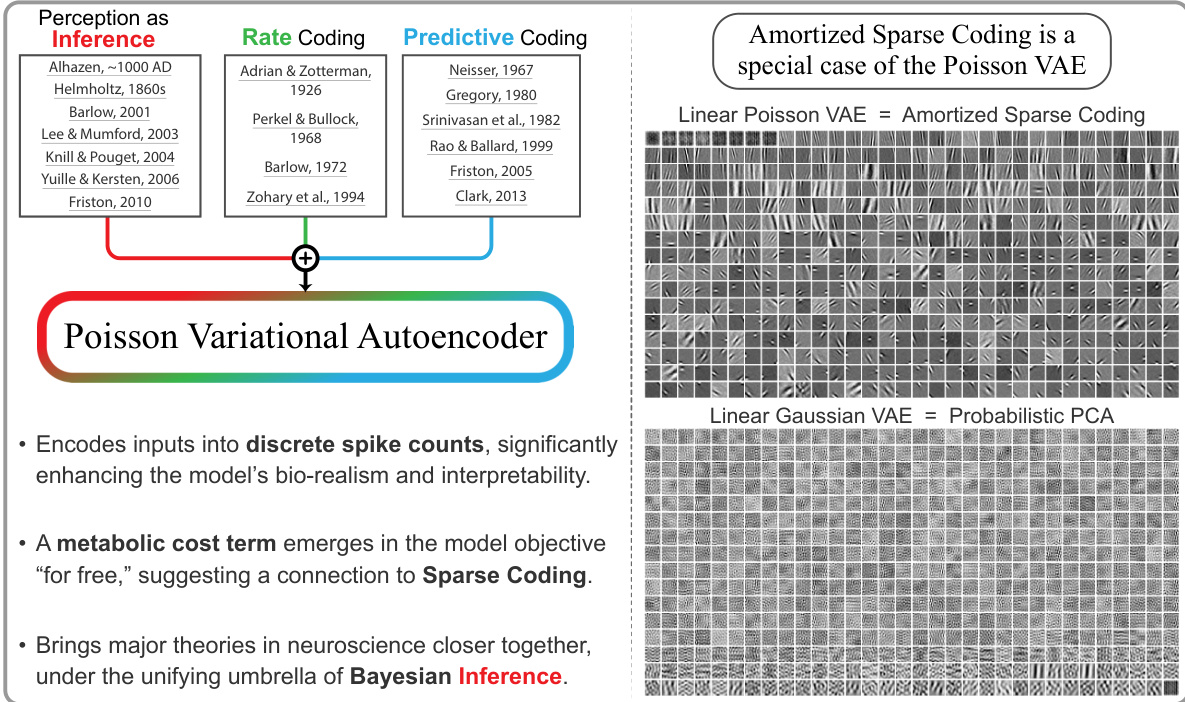 Perception as
Inference
Alhazen, ~1000 AD
Helmholtz, 1860s
Barlow, 2001
Lee & Mumford, 2003
Knill & Pouget, 2004
Yuille & Kersten, 2006
Friston, 2010
Rate Coding
Adrian & Zotterman,
1926
Perkel & Bullock,
1968
Barlow, 1972
Zohary et al., 1994
Predictive Coding
Neisser, 1967
Gregory, 1980
Srinivasan et al., 1982
Rao & Ballard, 1999
Friston, 2005
Clark, 2013
+
Poisson Variational Autoencoder
• Encodes inputs into discrete spike counts, significantly
enhancing the model’s bio-realism and interpretability.
• A metabolic cost term emerges in the model objective
“for free,” suggesting a connection to Sparse Coding.
• Brings major theories in neuroscience closer together,
under the unifying umbrella of Bayesian Inference.
Amortized Sparse Coding is a
special case of the Poisson VAE
Linear Poisson VAE = Amortized Sparse Coding
Linear Gaussian VAE = Probabilistic PCA